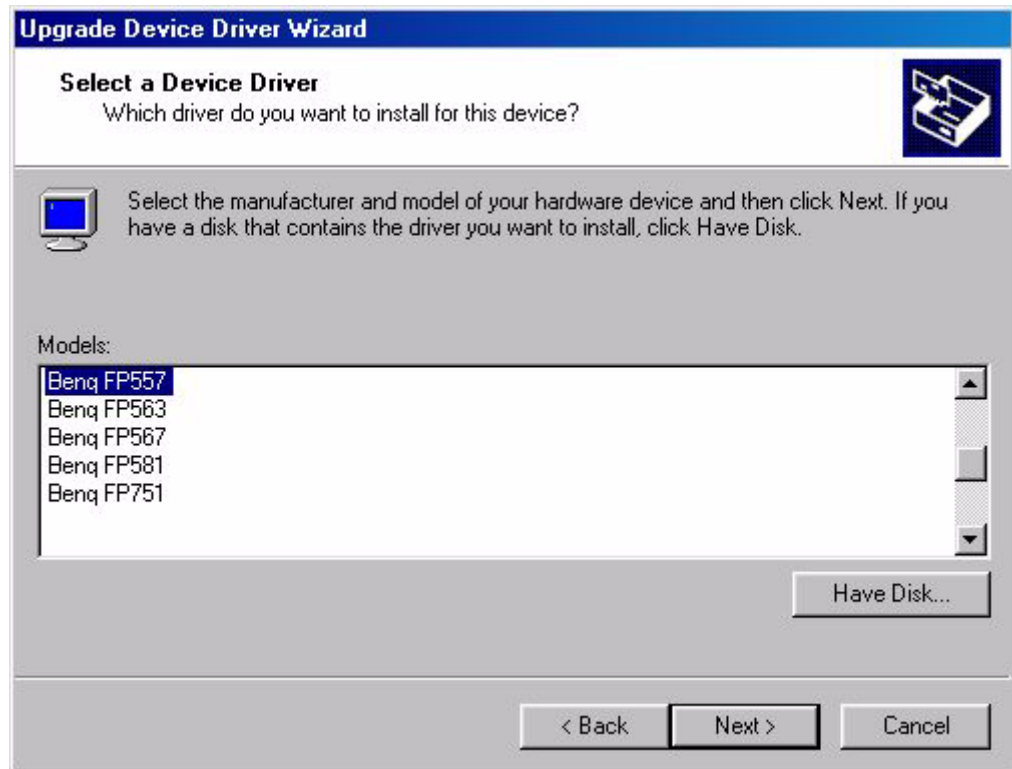 Upgrade Device Driver Wizard
Select a Device Driver
Which driver do you want to install for this device?
Select the manufacturer and model of your hardware device and then click Next. If you
have a disk that contains the driver you want to install, click Have Disk.
Models:
Benq FP557
Benq FP563
Benq FP567
Benq FP581
Benq FP751
Have Disk...
< Back
Next >
Cancel